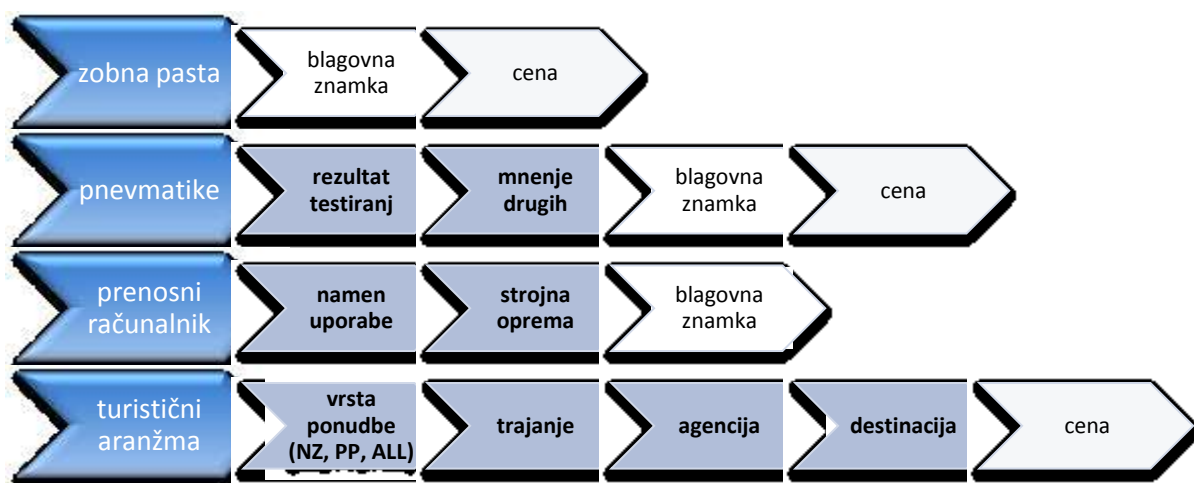 zobna pasta
blagovna
znamka
cena
pnevmatike
rezultat
testiranj
mnenje
drugih
blagovna
znamka
cena
prenosni
računalnik
namen
uporabe
strojna
oprema
blagovna
znamka
turistični
aranžma
vrsta
ponudbe
(NZ, PP, ALL)
trajanje
agencija
destinacija
cena